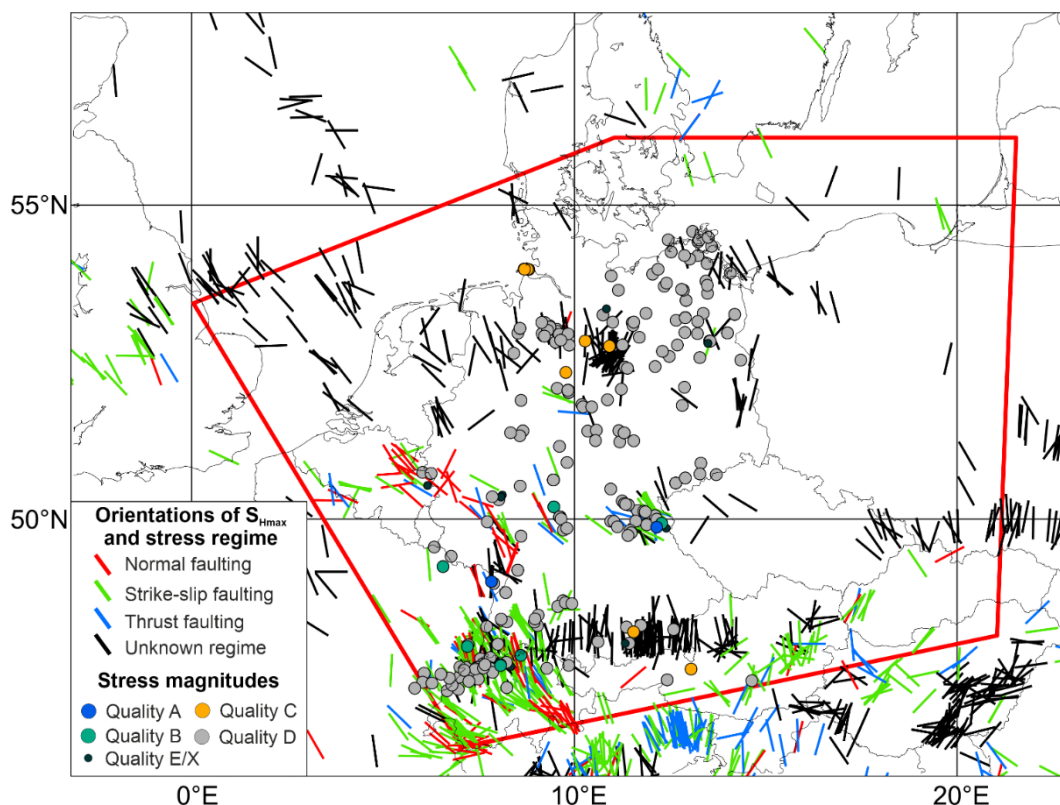 55°N
50°N
Orientations of SHmax
and stress regime
Normal faulting
Strike-slip faulting
Thrust faulting
Unknown regime
Stress magnitudes
Quality A
Quality C
Quality B
Quality D
Quality E/X
0°E
10°E
20°E